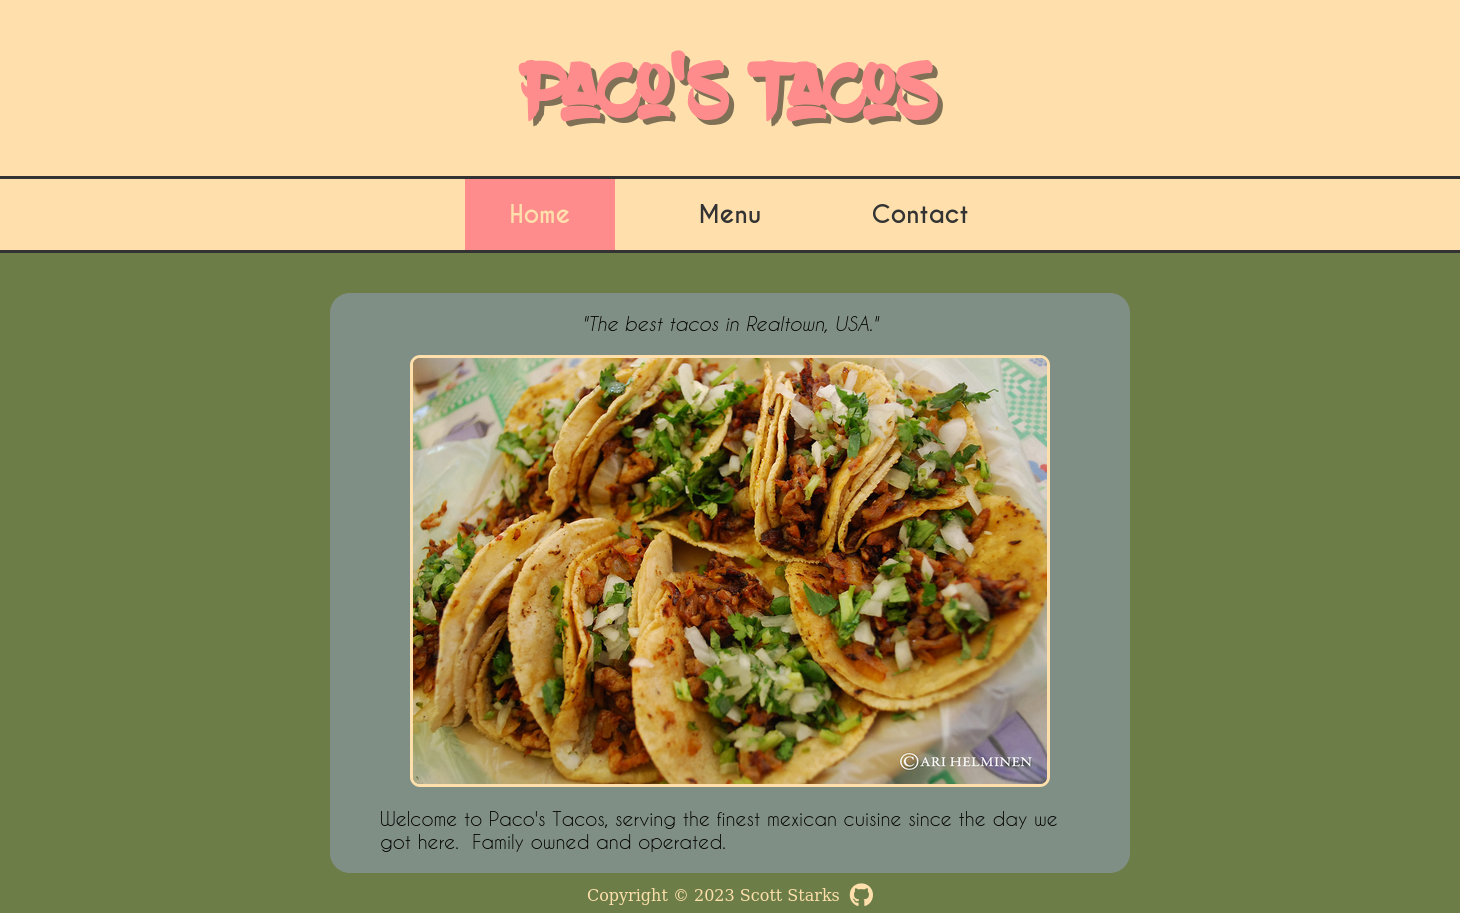 PACO'S TACOS
Home Menu Contact
"The best tacos in Realtown, USA."
©ARI HELMINEN
Welcome to Paco's Tacos, serving the finest mexican cuisine since the day we
got here. Family owned and operated.
Copyright © 2023 Scott Starks